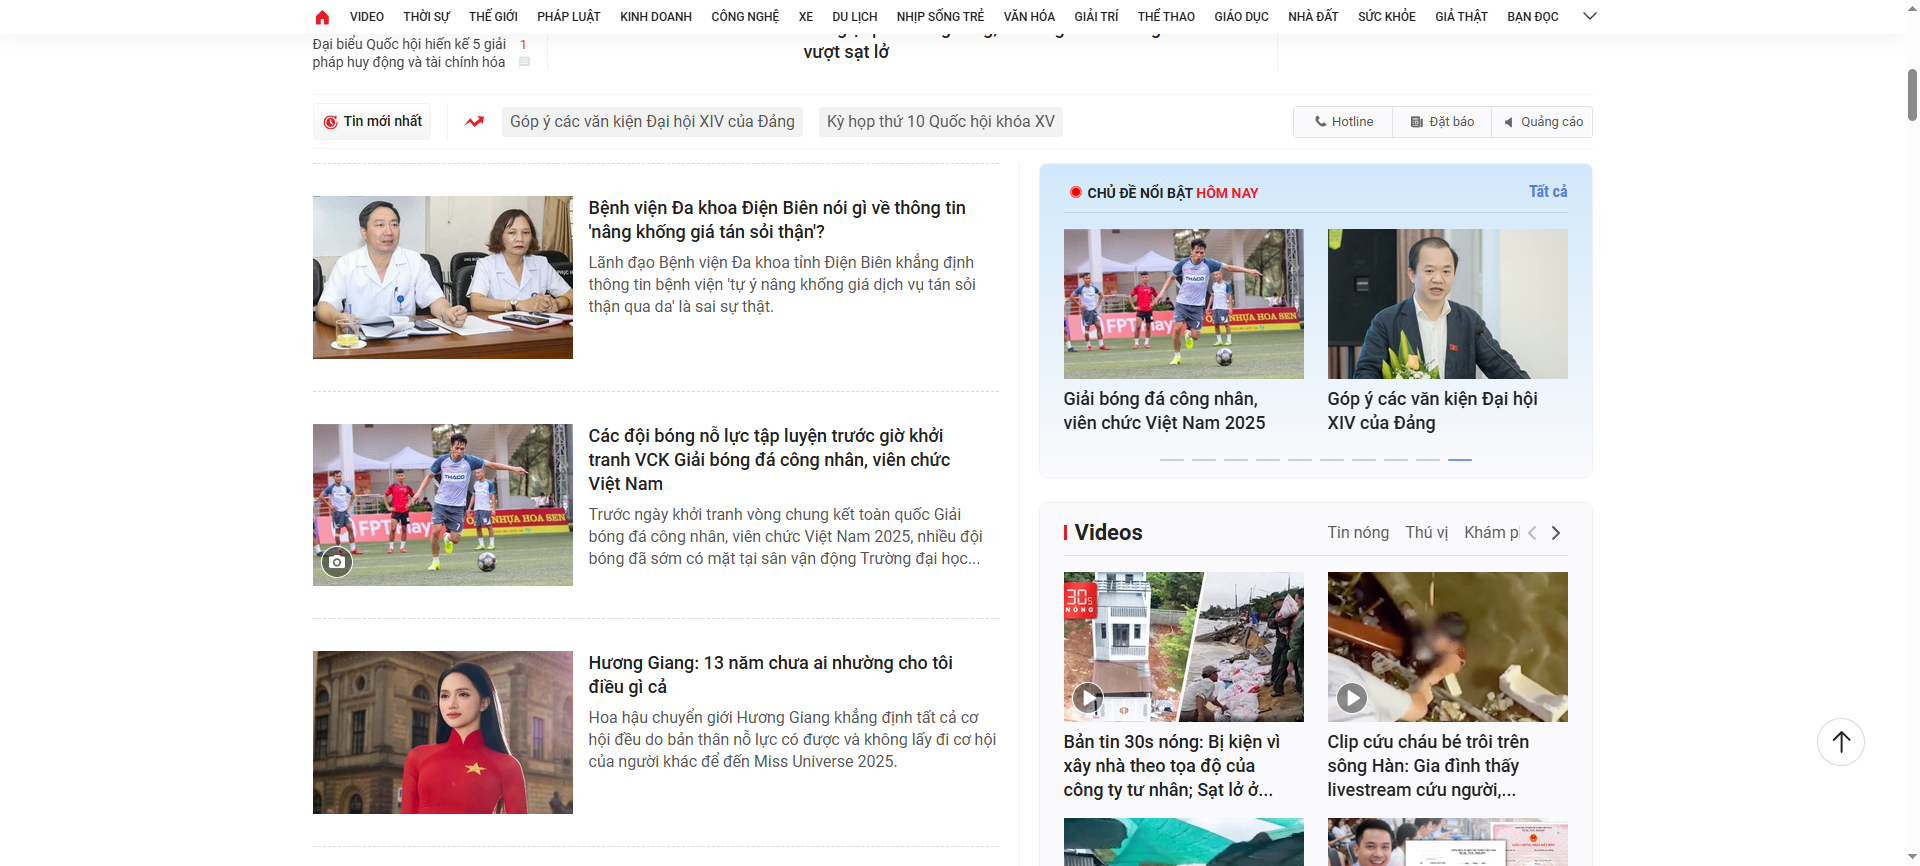 VIDEO THỜI SỰ THẾ GIỚI PHÁP LUẬT KINH DOANH CÔNG NGHỆ XE DU LỊCH NHỊP SỐNG TRẺ VĂN HÓA GIẢI TRÍ THỂ THAO GIÁO DỤC NHÀ ĐẤT SỨC KHỎE GIẢ THẬT BẠN ĐỌC
Đại biểu Quốc hội hiến kế 5 giải 1
pháp huy động và tài chính hóa
vượt sạt lở
Tin mới nhất
Góp ý các văn kiện Đại hội XIV của Đảng
Kỳ họp thứ 10 Quốc hội khóa XV
Hotline
Đặt báo
Quảng cáo
Bệnh viện Đa khoa Điện Biên nói gì về thông tin
'nâng khống giá tán sỏi thận'?
Lãnh đạo Bệnh viện Đa khoa tỉnh Điện Biên khẳng định
thông tin bệnh viện 'tự ý nâng khống giá dịch vụ tán sỏi
thận qua da' là sai sự thật.
THACO
FPT play
NHỰA HOA SEN
Các đội bóng nỗ lực tập luyện trước giờ khởi
tranh VCK Giải bóng đá công nhân, viên chức
Việt Nam
Trước ngày khởi tranh vòng chung kết toàn quốc Giải
bóng đá công nhân, viên chức Việt Nam 2025, nhiều đội
bóng đã sớm có mặt tại sân vận động Trường đại học...
Hương Giang: 13 năm chưa ai nhường cho tôi
điều gì cả
Hoa hậu chuyển giới Hương Giang khẳng định tất cả cơ
hội đều do bản thân nỗ lực có được và không lấy đi cơ hội
của người khác để đến Miss Universe 2025.
CHỦ ĐỀ NỔI BẬT HÔM NAY
Tất cả
THACO
FPT play
NHỰA HOA SEN
Giải bóng đá công nhân,
viên chức Việt Nam 2025
Góp ý các văn kiện Đại hội
XIV của Đảng
Videos
Tin nóng Thú vị Khám p
30s
NÓNG
Bản tin 30s nóng: Bị kiện vì
xây nhà theo tọa độ của
công ty tư nhân; Sạt lở ở...
Clip cứu cháu bé trôi trên
sông Hàn: Gia đình thấy
livestream cứu người,...